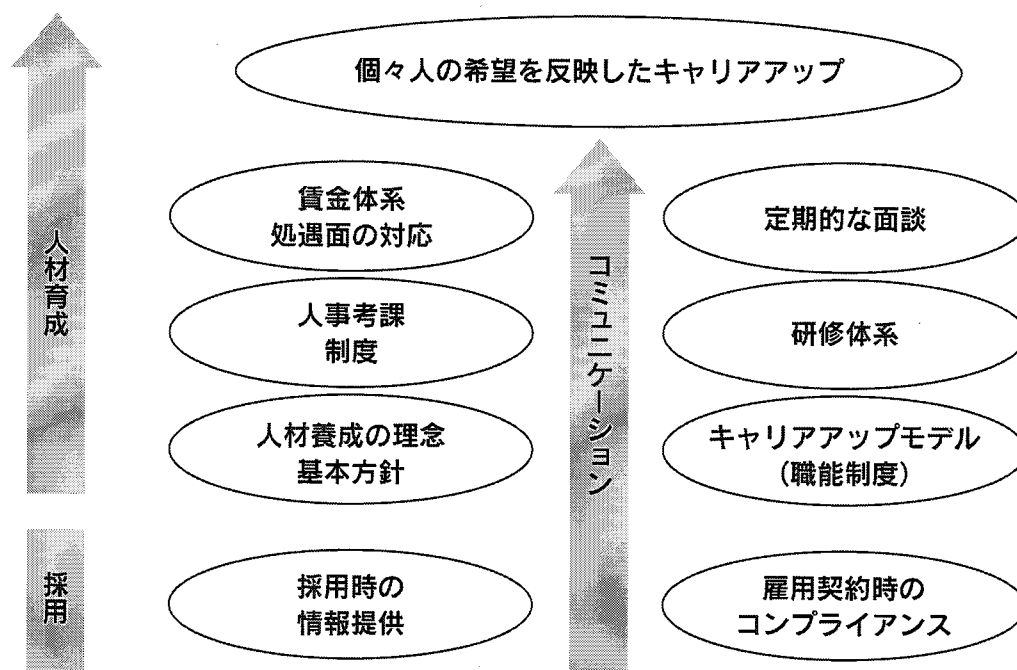 個々人の希望を反映したキャリアアップ
賃金体系
処遇面の対応
定期的な面談
人材育成
コミュニケーション
人事考課
制度
研修体系
人材養成の理念
基本方針
キャリアアップモデル
（職能制度）
採用
採用時の
情報提供
雇用契約時の
コンプライアンス